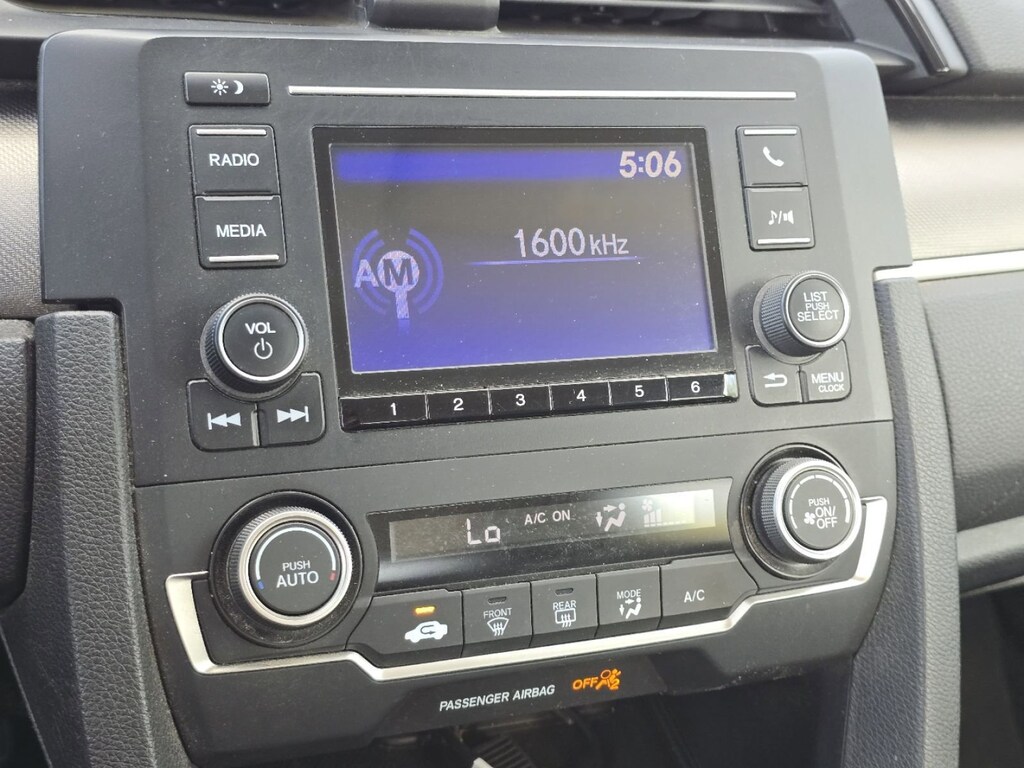 RADIO
MEDIA
VOL
5:06
1600 kHz
AM
LIST
PUSH
SELECT
MENU
CLOCK
1 2 3 4 5 6
PUSH
AUTO
Lo
A/C ON
PUSH
ON/
OFF
FRONT
REAR
MODE
A/C
PASSENGER AIRBAG
OFF 2